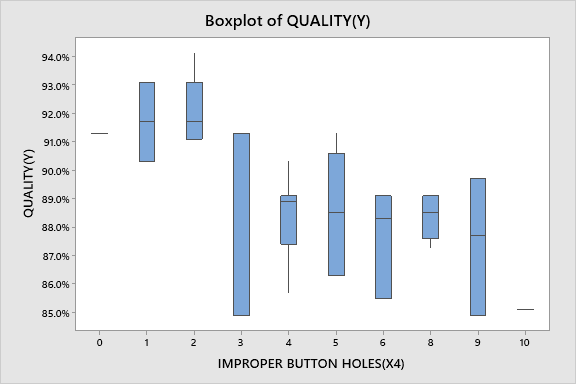 Boxplot of QUALITY(Y)
QUALITY(Y)
94.0%
93.0%
92.0%
91.0%
90.0%
89.0%
88.0%
87.0%
86.0%
85.0%
0 1 2 3 4 5 6 8 9 10
IMPROPER BUTTON HOLES(X4)